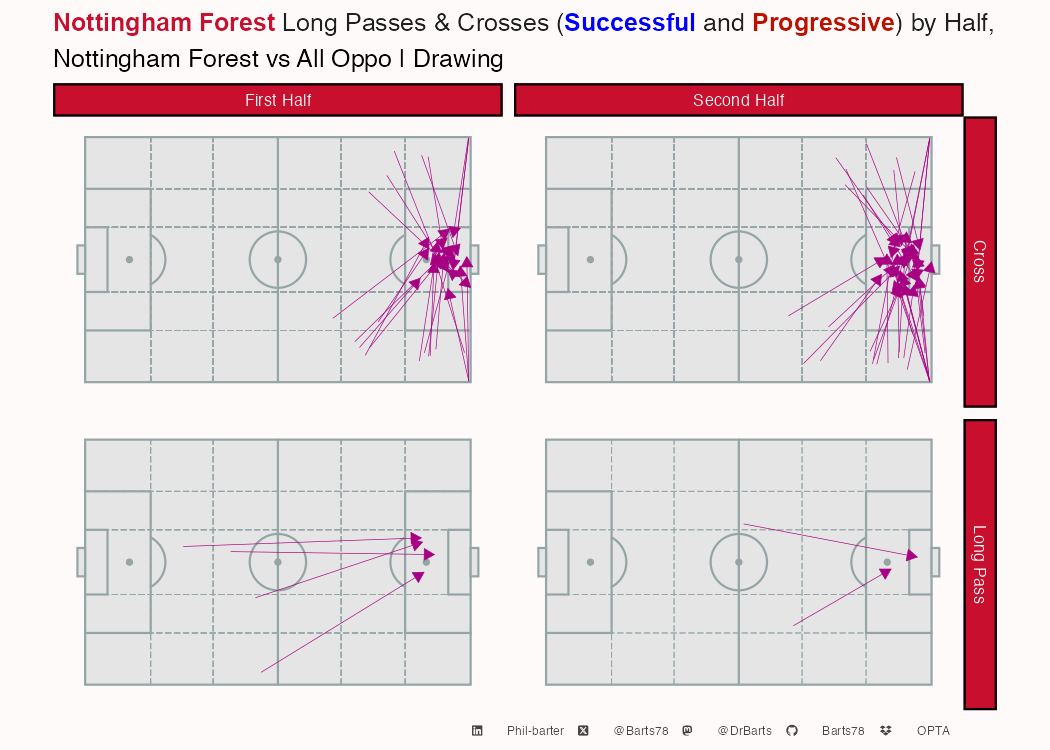 Nottingham Forest Long Passes & Crosses (Successful and Progressive) by Half,
Nottingham Forest vs All Oppo | Drawing
First Half
Second Half
Cross
Long Pass
Phil-barter @Barts78 @DrBarts Barts78 OPTA